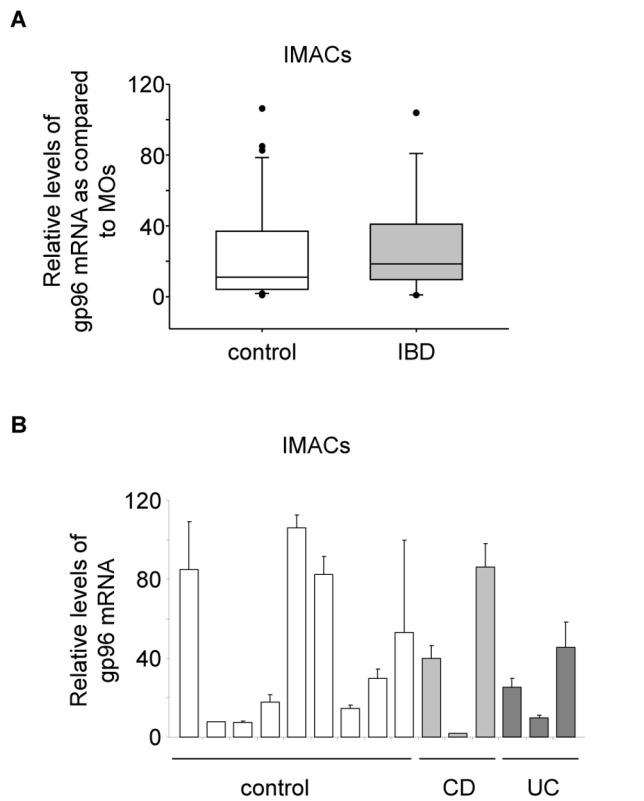 A
IMACs
Relative levels of
gp96 mRNA as compared
to MOs
120
80
40
0
control IBD
B
IMACs
Relative levels of
gp96 mRNA
120
80
40
0
control CD UC